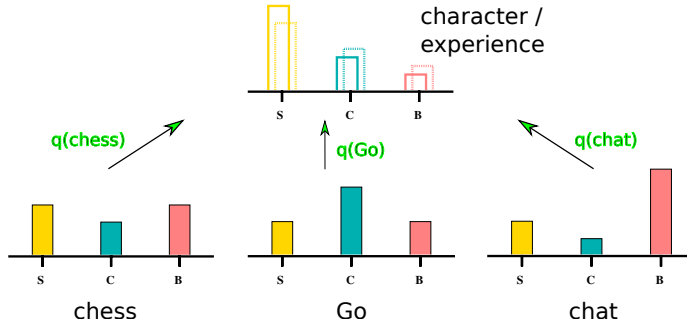 character /
experience
S C B
q(chess)
q(Go)
q(chat)
S C B
S C B
S C B
chess
Go
chat